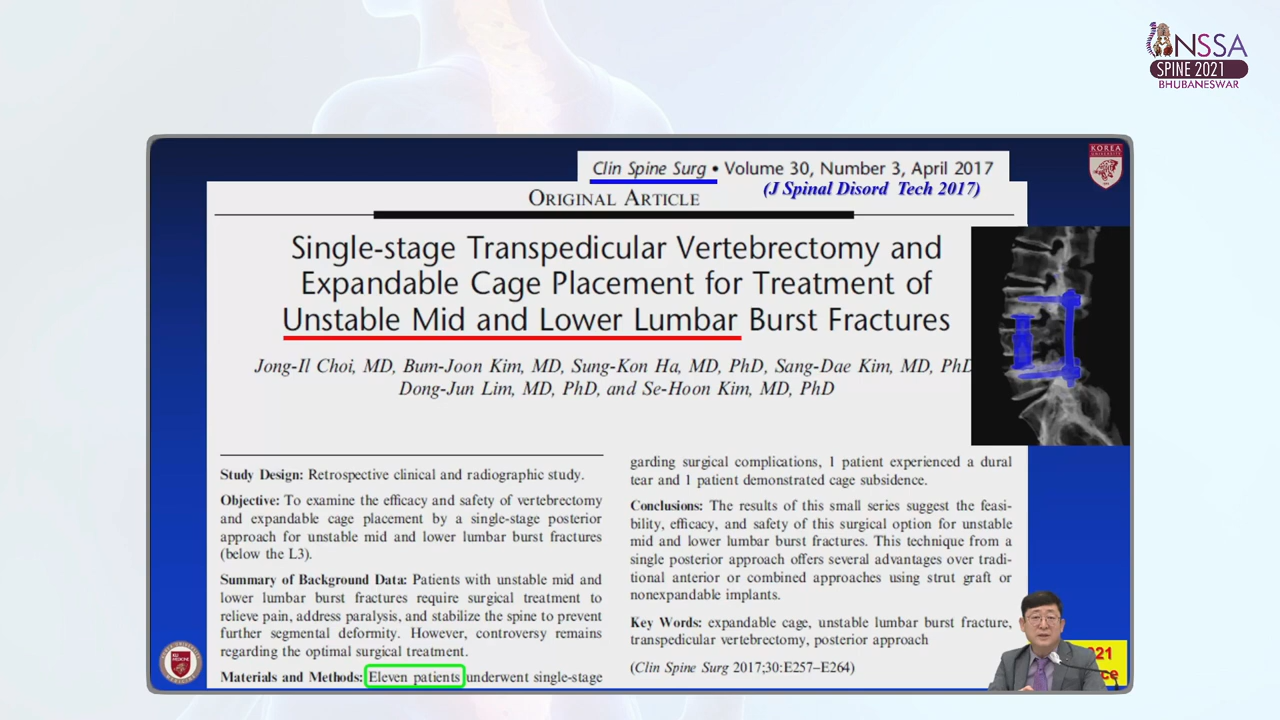 NSSA
SPINE 2021
BHUBANESWAR
KOREA
UNIVERSITY
Clin Spine Surg • Volume 30, Number 3, April 2017
(J Spinal Disord Tech 2017)
ORIGINAL ARTICLE
Single-stage Transpedicular Vertebrectomy and
Expandable Cage Placement for Treatment of
Unstable Mid and Lower Lumbar Burst Fractures
Jong-Il Choi, MD, Bum-Joon Kim, MD, Sung-Kon Ha, MD, PhD, Sang-Dae Kim, MD, PhD
Dong-Jun Lim, MD, PhD, and Se-Hoon Kim, MD, PhD
Study Design: Retrospective clinical and radiographic study.
Objective: To examine the efficacy and safety of vertebrectomy
and expandable cage placement by a single-stage posterior
approach for unstable mid and lower lumbar burst fractures
(below the L3).
Summary of Background Data: Patients with unstable mid and
lower lumbar burst fractures require surgical treatment to
relieve pain, address paralysis, and stabilize the spine to prevent
further segmental deformity. However, controversy remains
regarding the optimal surgical treatment.
Materials and Methods: Eleven patients underwent single-stage
garding surgical complications, 1 patient experienced a dural
tear and 1 patient demonstrated cage subsidence.
Conclusions: The results of this small series suggest the feasi-
bility, efficacy, and safety of this surgical option for unstable
mid and lower lumbar burst fractures. This technique from a
single posterior approach offers several advantages over tradi-
tional anterior or combined approaches using strut graft or
nonexpandable implants.
Key Words: expandable cage, unstable lumbar burst fracture,
transpedicular vertebrectomy, posterior approach
(Clin Spine Surg 2017;30:E257–E264)
KU
MEDICINE
21
ce